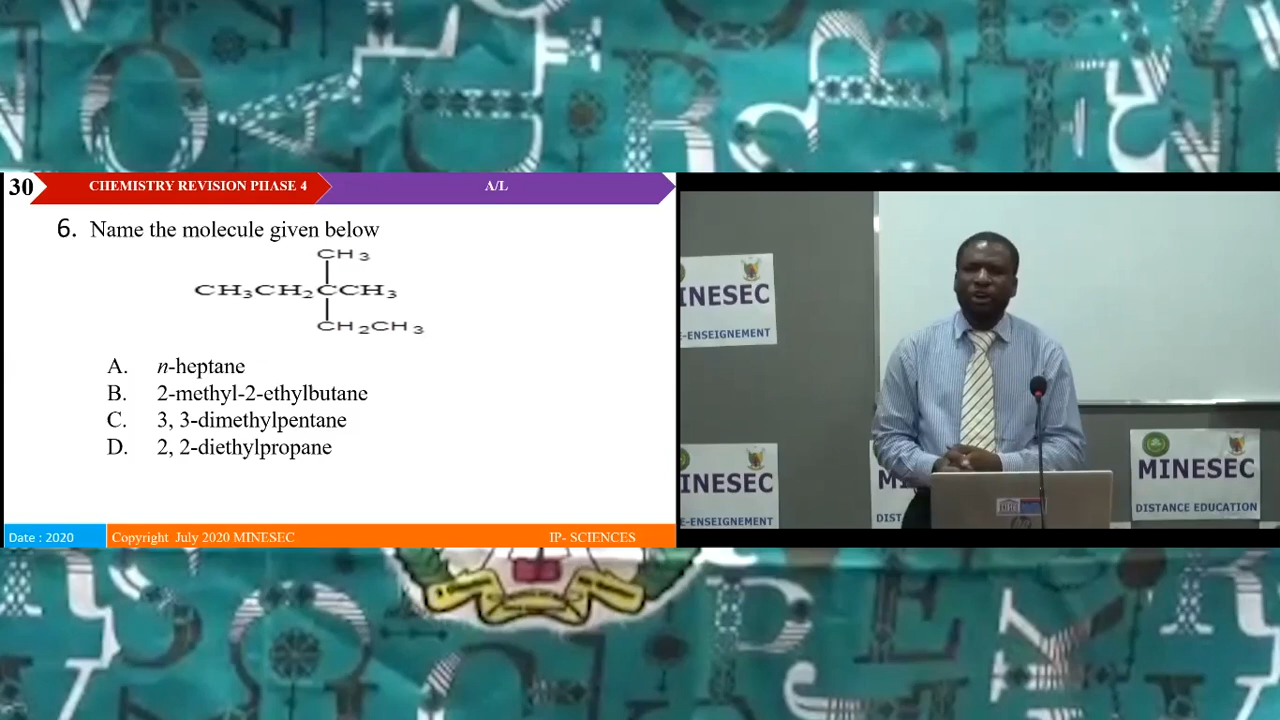 30
CHEMISTRY REVISION PHASE 4
A/L
6. Name the molecule given below
CH3
CH3CH2CCH3
CH2CH3
A. n-heptane
B. 2-methyl-2-ethylbutane
C. 3, 3-dimethylpentane
D. 2, 2-diethylpropane
Date : 2020
Copyright July 2020 MINESEC
IP- SCIENCES
INESEC
E-ENSEIGNEMENT
MINESEC
E-ENSEIGNEMENT
M
DIST
MINESEC
DISTANCE EDUCATION